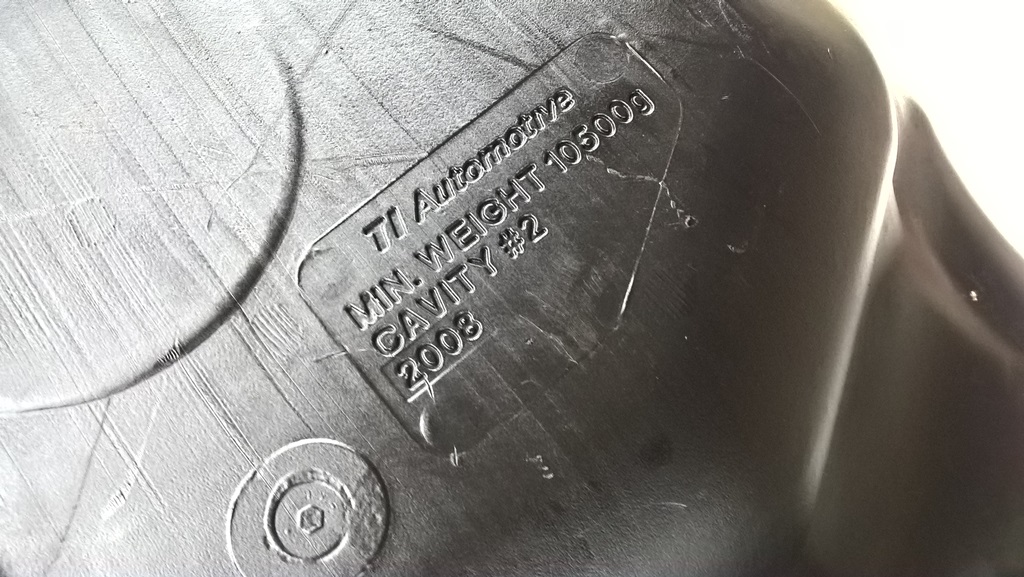 TI Automotive
MIN. WEIGHT 10500g
CAVITY #2
2008